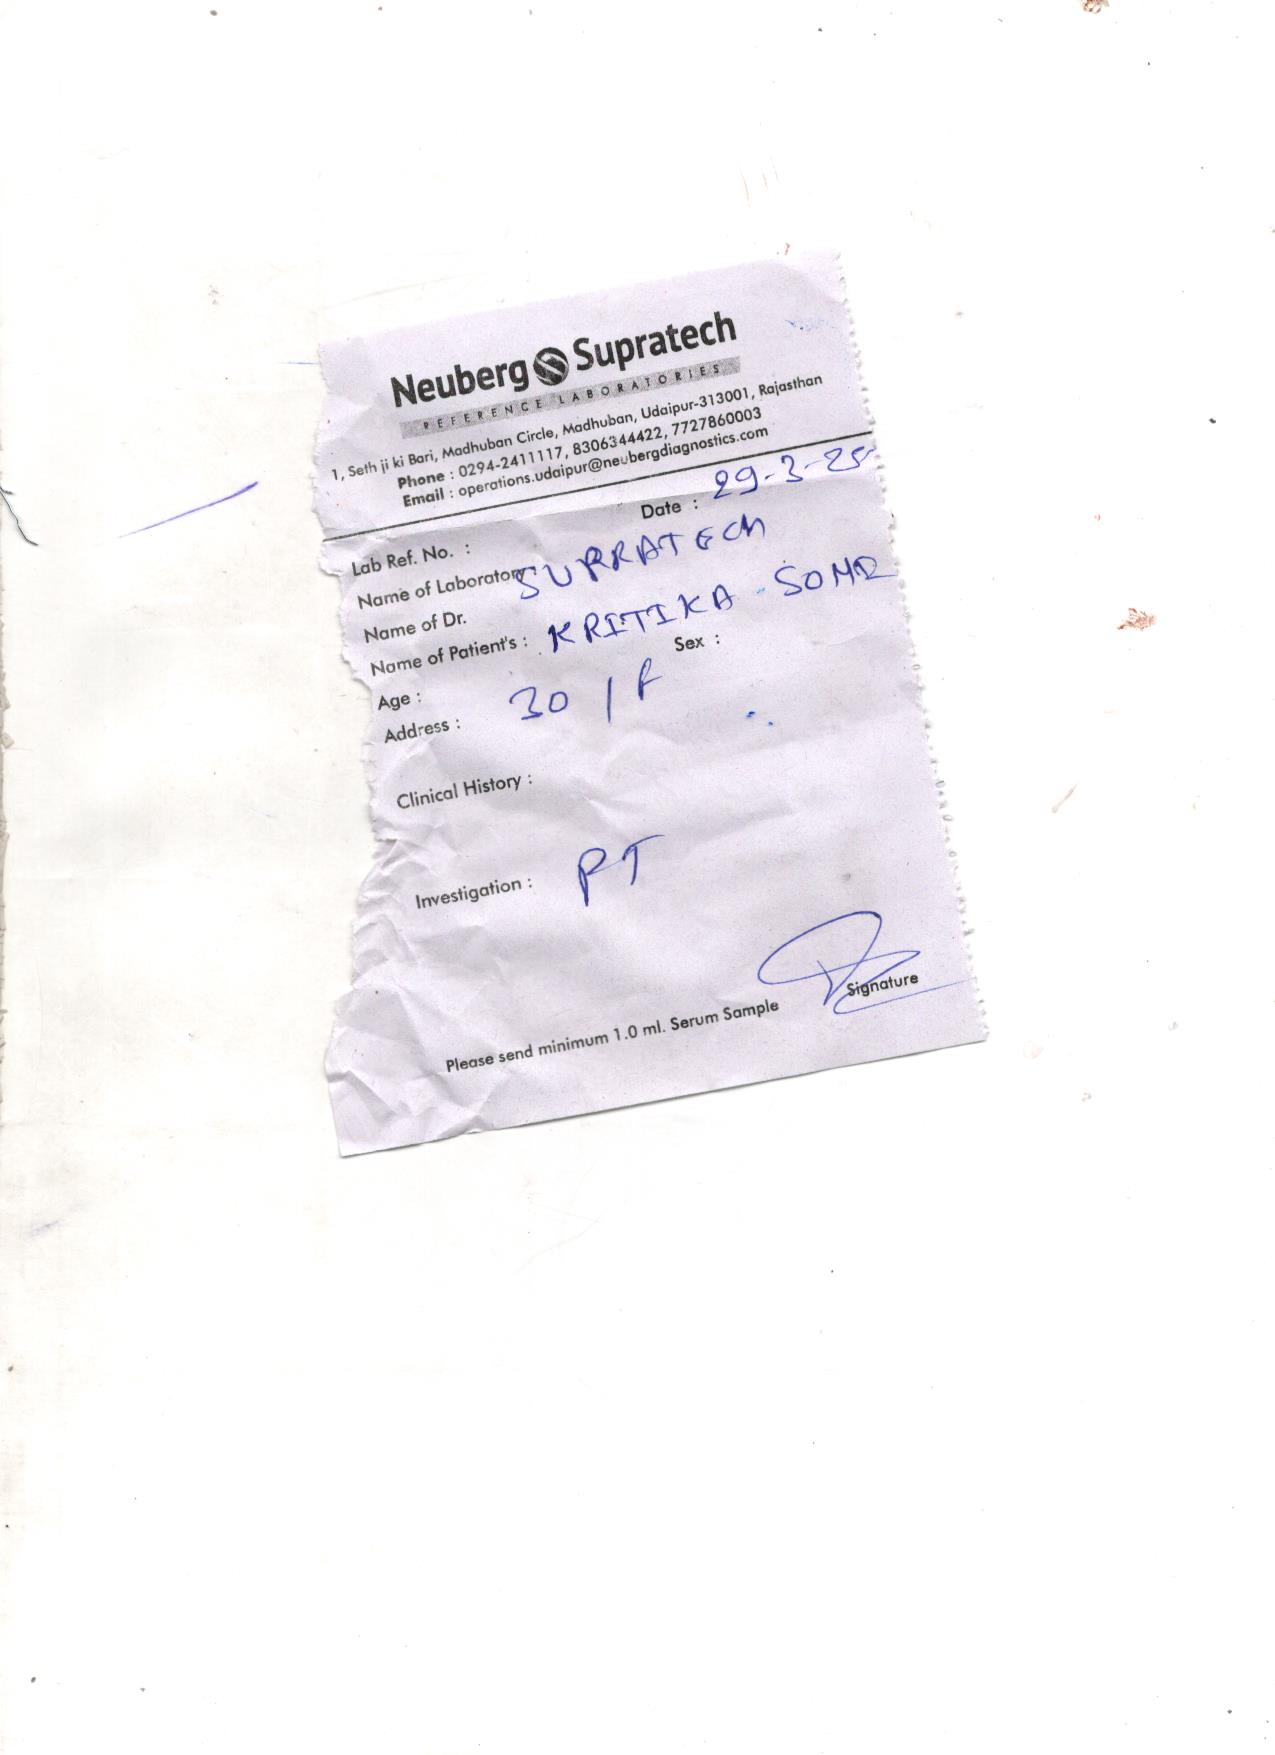 Neuberg Supratech
REFERENCE LABORATORIES
1, Seth ji ki Bari, Madhuban Circle, Madhuban, Udaipur-313001, Rajasthan
Phone : 0294-2411117, 8306344422, 7727860003
Email : operations.udaipur@neubergdiagnostics.com
Date : 29-3-25
Lab Ref. No. :
Name of Laboratory SUPRATECH
Name of Dr.
Name of Patient's : KRITIKA
Sex :
Age : 30 / F
Address :
Clinical History :
Investigation : PT
Signature
Please send minimum 1.0 ml. Serum Sample